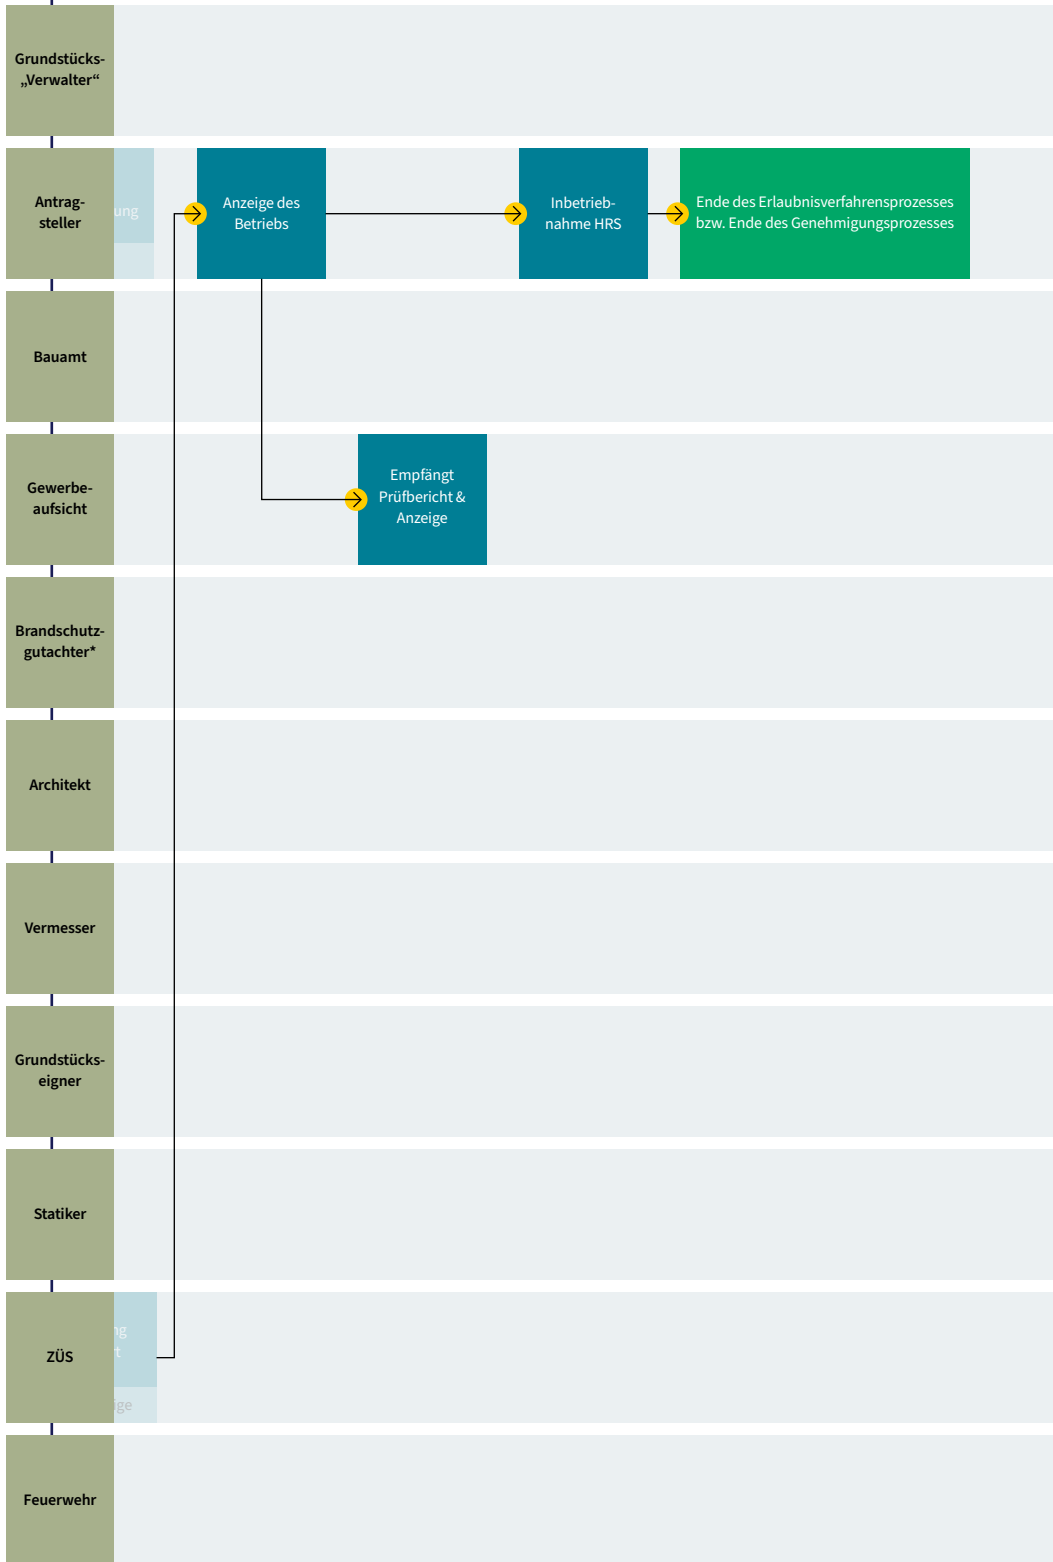 Grundstücks-
„Verwalter“
Antrag-
steller
ung
Anzeige des
Betriebs
Inbetrieb-
nahme HRS
Ende des Erlaubnisverfahrensprozesses
bzw. Ende des Genehmigungsprozesses
Bauamt
Gewerbe-
aufsicht
Empfängt
Prüfbericht &
Anzeige
Brandschutz-
gutachter*
Architekt
Vermesser
Grundstücks-
eigner
Statiker
ZÜS
Feuerwehr